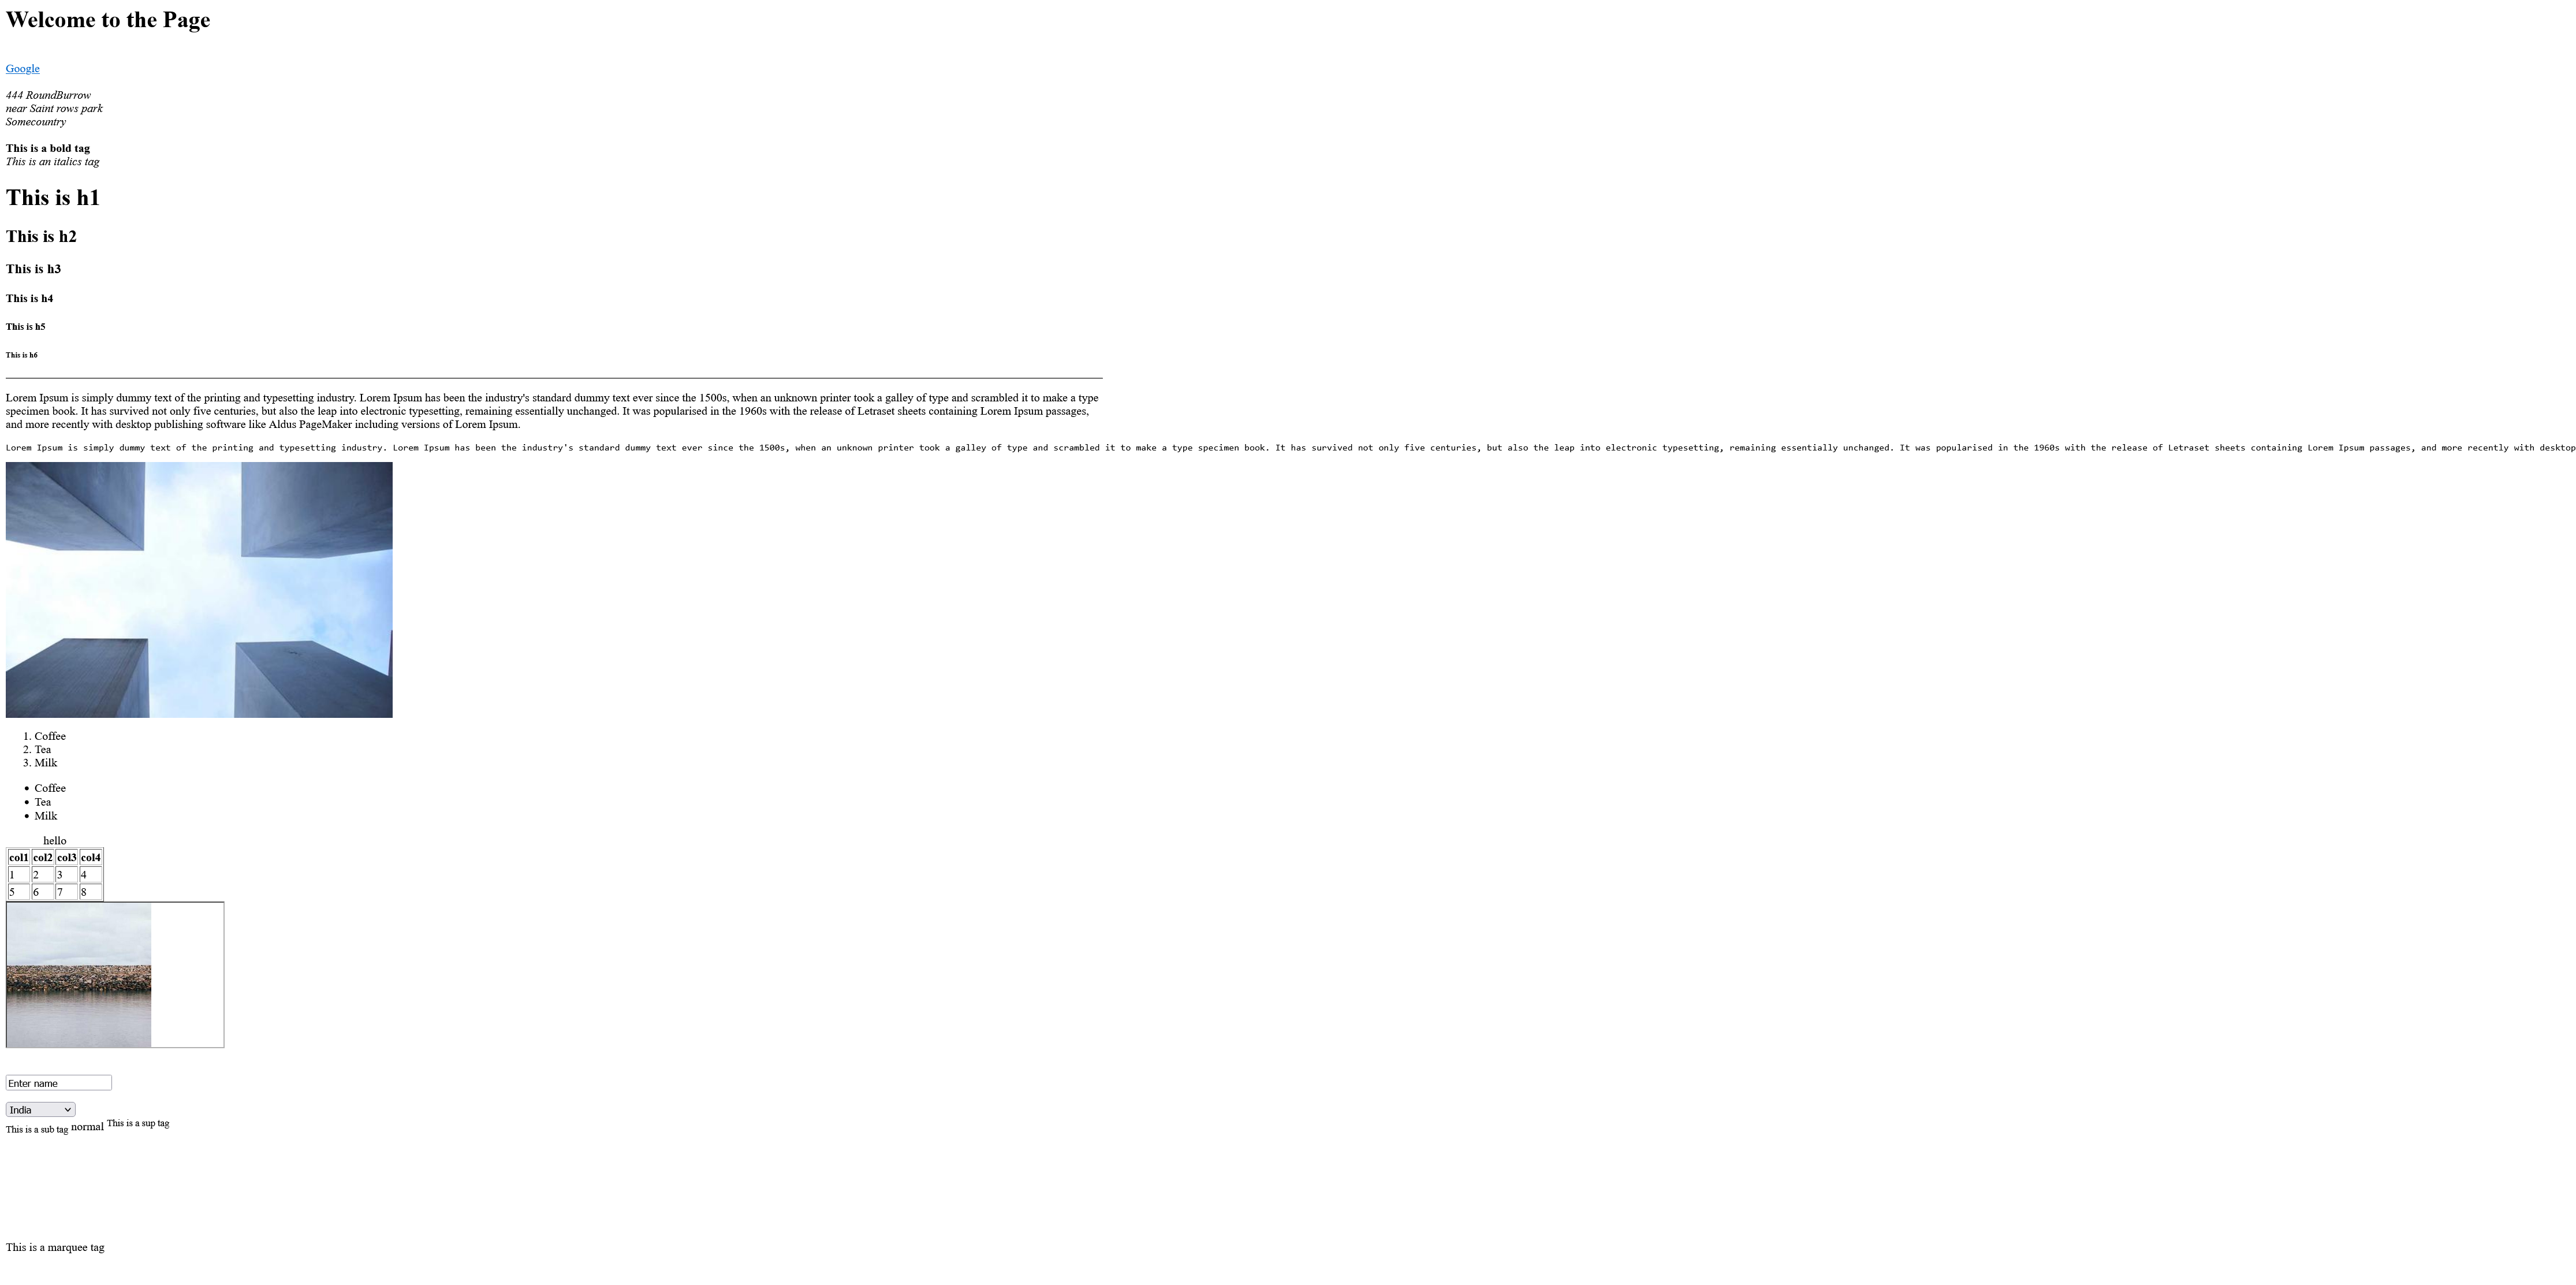 Welcome to the Page
Google
444 RoundBurrow
near Saint rows park
Somecountry
This is a bold tag
This is an italics tag
This is h1
This is h2
This is h3
This is h4
This is h5
This is h6
Lorem Ipsum is simply dummy text of the printing and typesetting industry. Lorem Ipsum has been the industry's standard dummy text ever since the 1500s, when an unknown printer took a galley of type and scrambled it to make a type
specimen book. It has survived not only five centuries, but also the leap into electronic typesetting, remaining essentially unchanged. It was popularised in the 1960s with the release of Letraset sheets containing Lorem Ipsum passages,
and more recently with desktop publishing software like Aldus PageMaker including versions of Lorem Ipsum.
Lorem Ipsum is simply dummy text of the printing and typesetting industry. Lorem Ipsum has been the industry's standard dummy text ever since the 1500s, when an unknown printer took a galley of type and scrambled it to make a type specimen book. It has survived not only five centuries, but also the leap into electronic typesetting, remaining essentially unchanged. It was popularised in the 1960s with the release of Letraset sheets containing Lorem Ipsum passages, and more recently with desktop
1. Coffee
2. Tea
3. Milk
• Coffee
• Tea
• Milk
hello
col1 col2 col3 col4
1 2 3 4
5 6 7 8
Enter name
India
This is a sub tag normal This is a sup tag
This is a marquee tag